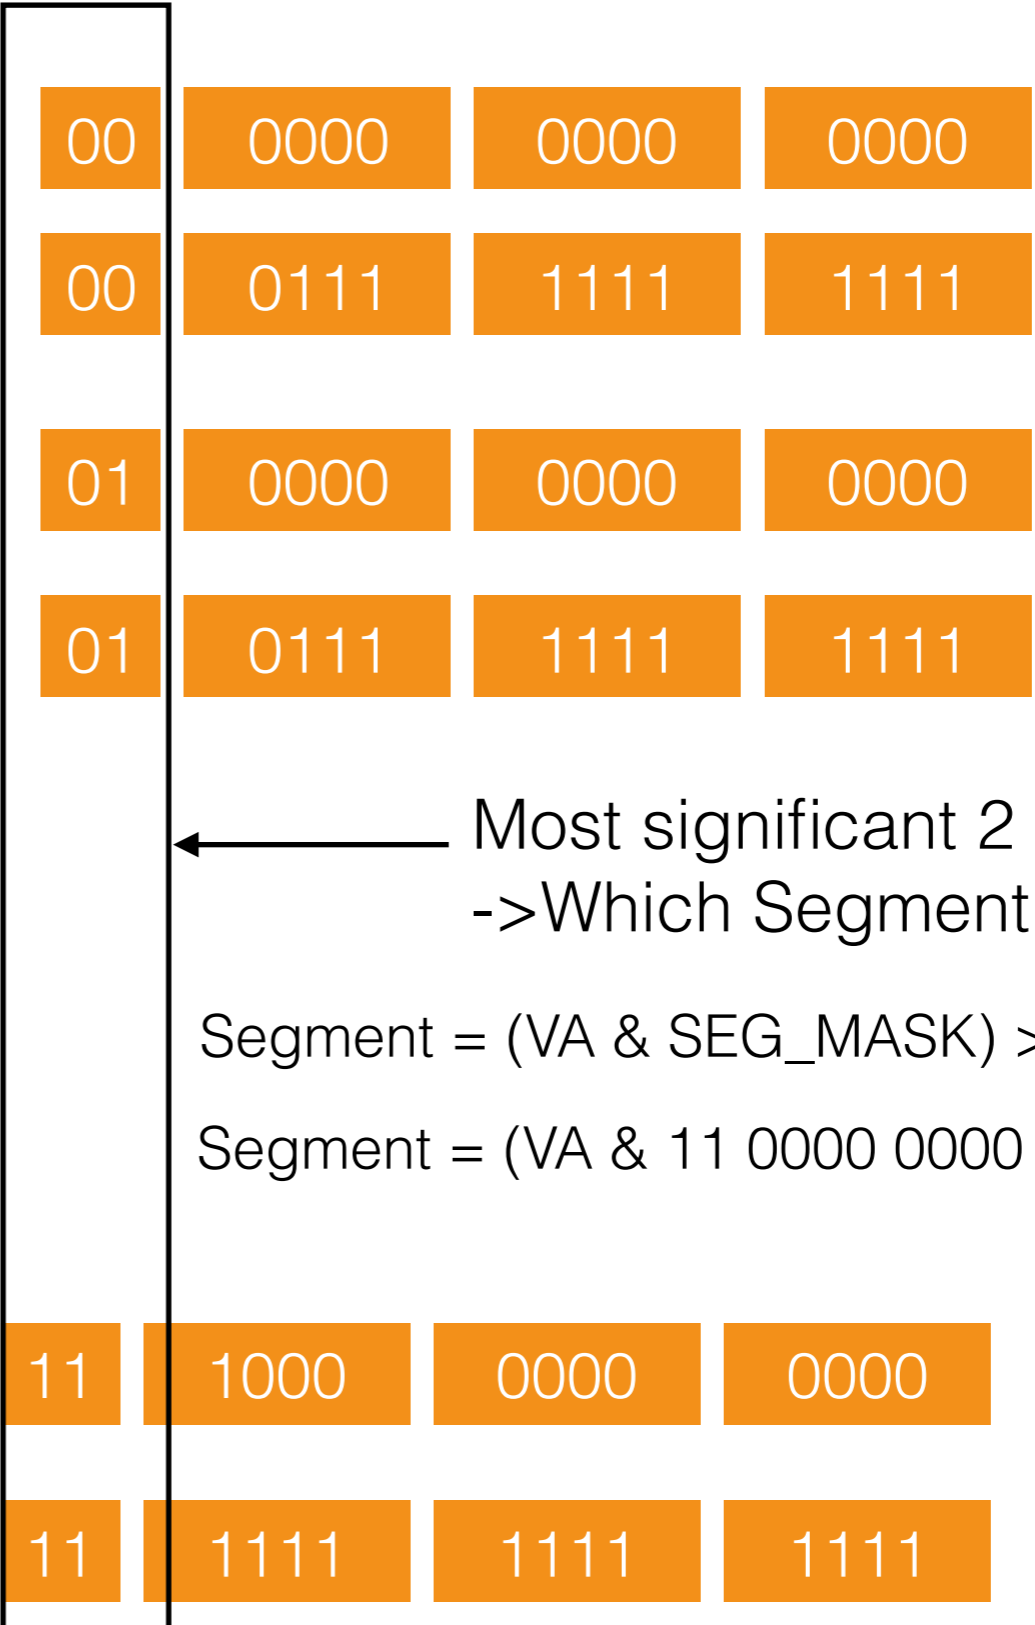 00 0000 0000 0000
00 0111 1111 1111
01 0000 0000 0000
01 0111 1111 1111
Most significant 2
->Which Segment
Segment = (VA & SEG_MASK) >
Segment = (VA & 11 0000 0000
11 1000 0000 0000
11 1111 1111 1111